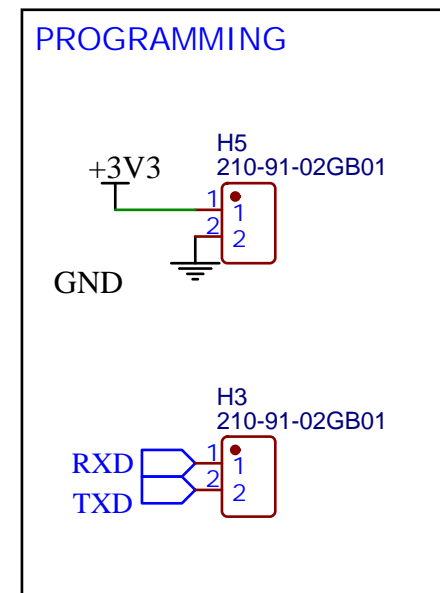 PROGRAMMING
H5
210-91-02GB01
+3V3
1
1
2
2
GND
H3
210-91-02GB01
RXD
1
1
TXD
2
2